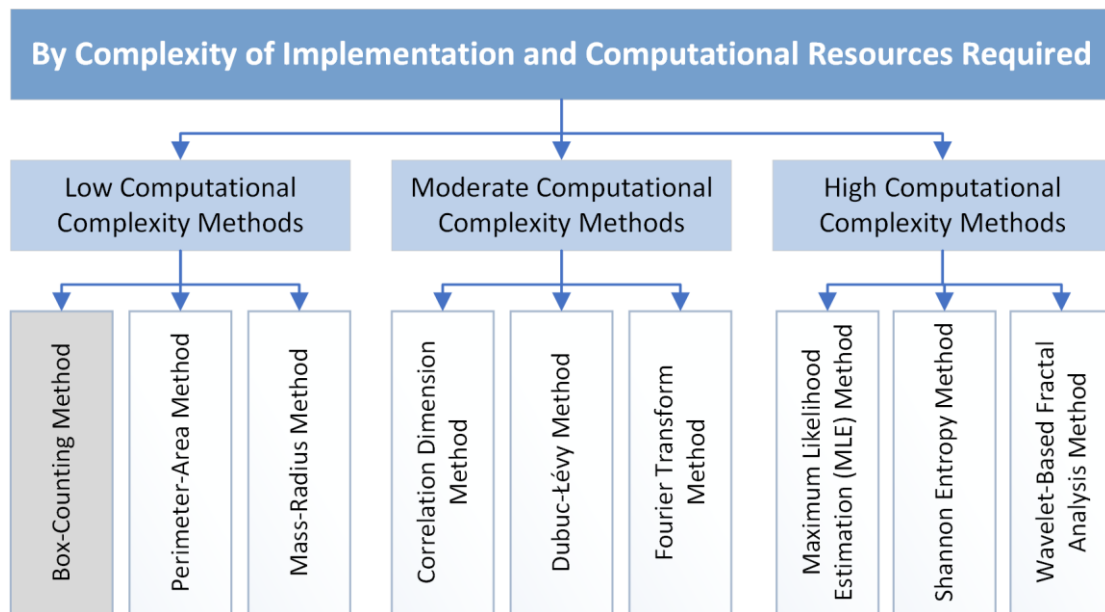 By Complexity of Implementation and Computational Resources Required
Low Computational
Complexity Methods
Moderate Computational
Complexity Methods
High Computational
Complexity Methods
Box-Counting Method
Perimeter-Area Method
Mass-Radius Method
Correlation Dimension
Method
Dubuc-Łévy Method
Fourier Transform
Method
Maximum Likelihood
Estimation (MLE) Method
Shannon Entropy Method
Wavelet-Based Fractal
Analysis Method